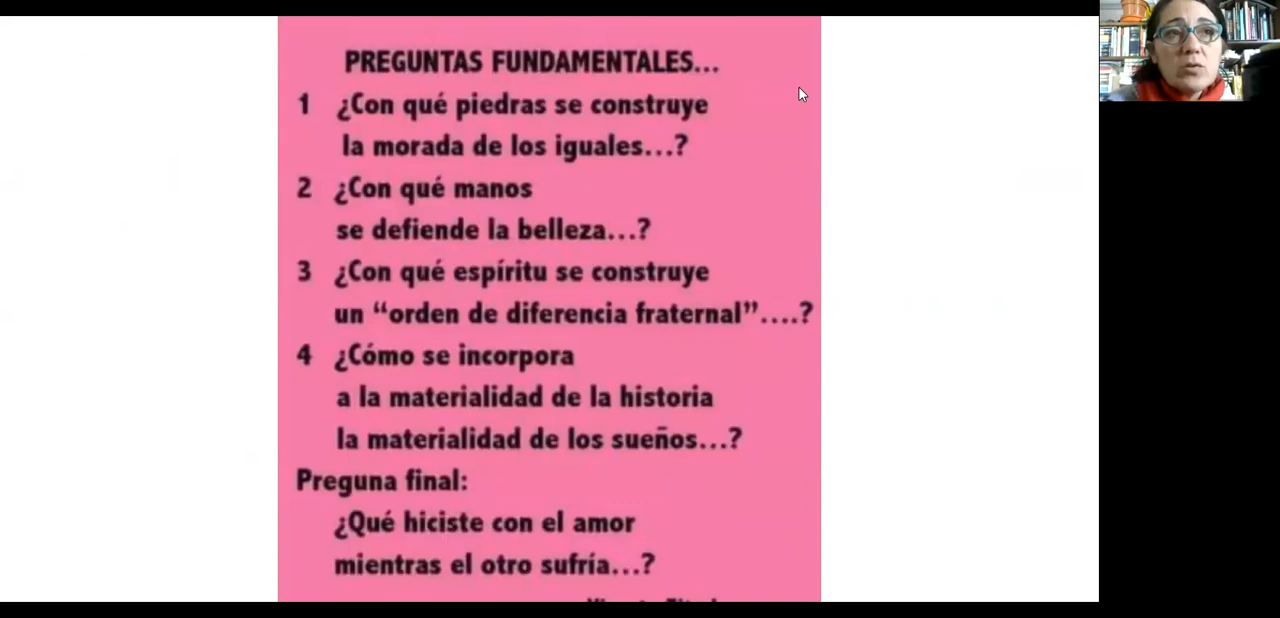 PREGUNTAS FUNDAMENTALES...
1 ¿Con qué piedras se construye
la morada de los iguales...?
2 ¿Con qué manos
se defiende la belleza...?
3 ¿Con qué espíritu se construye
un “orden de diferencia fraternal”....?
4 ¿Cómo se incorpora
a la materialidad de la historia
la materialidad de los sueños...?
Preguna final:
¿Qué hiciste con el amor
mientras el otro sufría...?